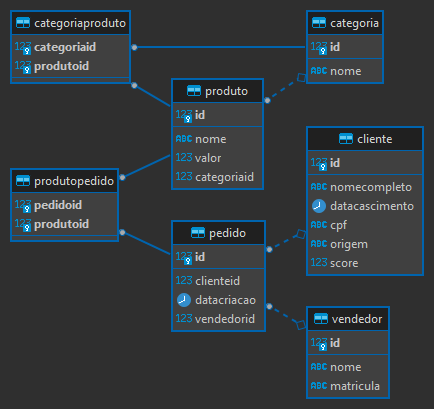 categoriaproduto
123 categoriaid
123 produtoid
categoria
123 id
ABC nome
produto
123 id
ABC nome
123 valor
123 categoriaid
cliente
123 id
ABC nomecompleto
datacascimento
ABC cpf
ABC origem
123 score
produtopedido
123 pedidoid
123 produtoid
pedido
123 id
123 clienteid
datacriacao
123 vendedorid
vendedor
123 id
ABC nome
ABC matricula